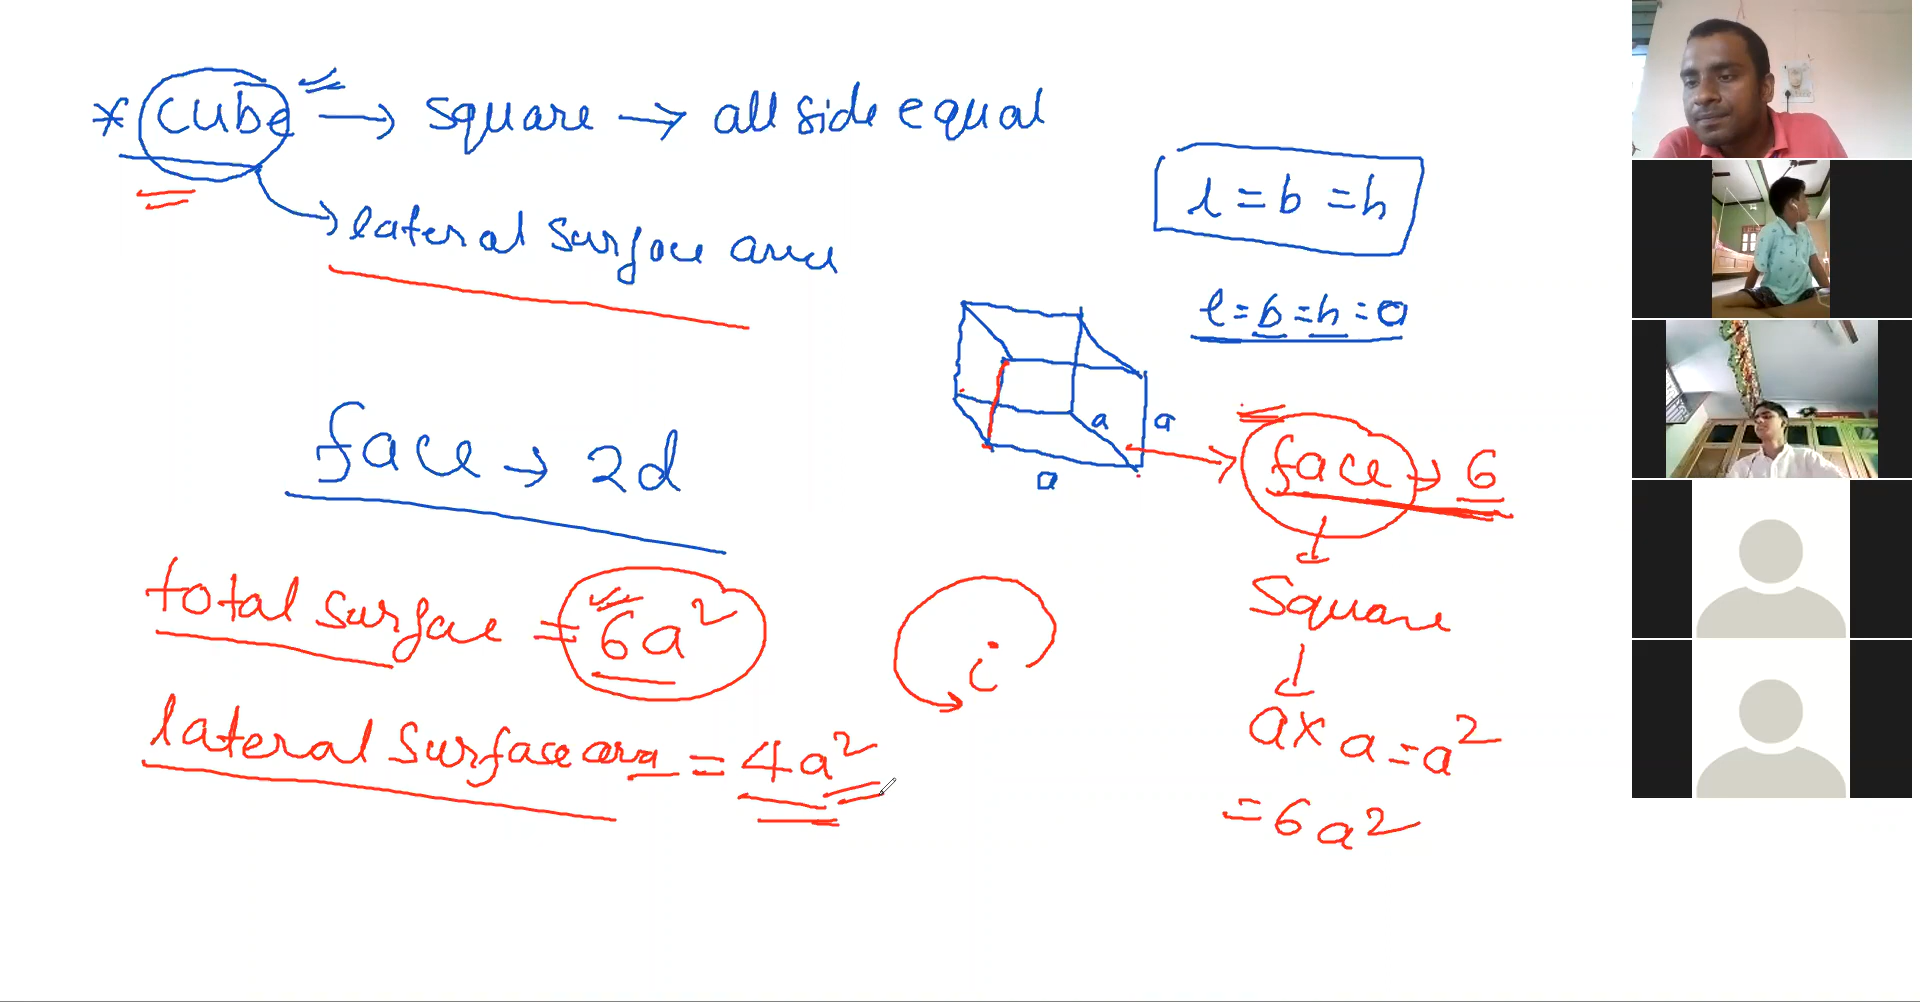 * cube → square → all side equal
lateral surface area
l = b = h
l = b = h = a
a
a
a
face → 2d
face → 6
Square
a × a = a²
= 6a²
total surface = 6a²
lateral surface area = 4a²
i